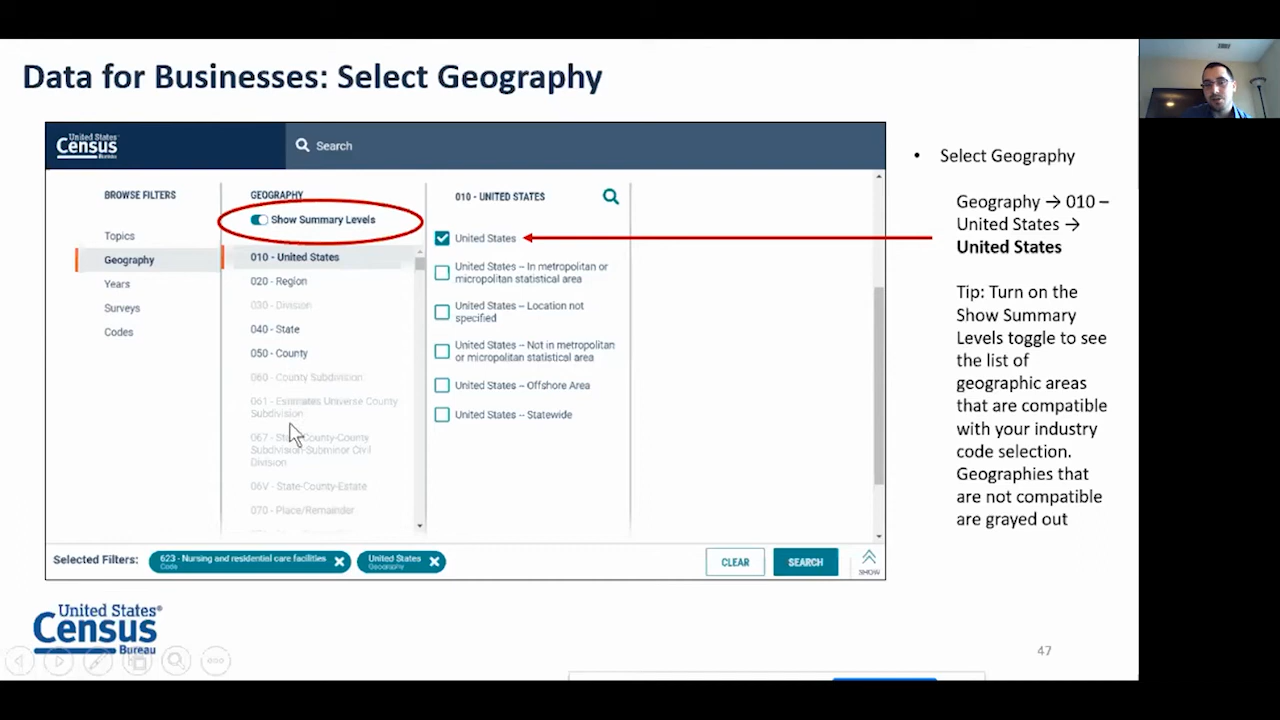 Data for Businesses: Select Geography
United States
Census
Bureau
Search
BROWSE FILTERS
Topics
Geography
Years
Surveys
Codes
GEOGRAPHY
Show Summary Levels
010 - United States
020 - Region
030 - Division
040 - State
050 - County
060 - County Subdivision
061 - Estimates Universe County
Subdivision
067 - State-County-County
Subdivision-Subminor Civil
Division
06V - State-County-Estate
070 - Place/Remainder
010 - UNITED STATES
United States
United States -- In metropolitan or
micropolitan statistical area
United States -- Location not
specified
United States -- Not in metropolitan
or micropolitan statistical area
United States -- Offshore Area
United States -- Statewide
Selected Filters:
623 - Nursing and residential care facilities
Code
United States
Geography
CLEAR
SEARCH
SHOW
• Select Geography
Geography → 010 –
United States →
United States
Tip: Turn on the
Show Summary
Levels toggle to see
the list of
geographic areas
that are compatible
with your industry
code selection.
Geographies that
are not compatible
are grayed out
United States®
Census
Bureau
47